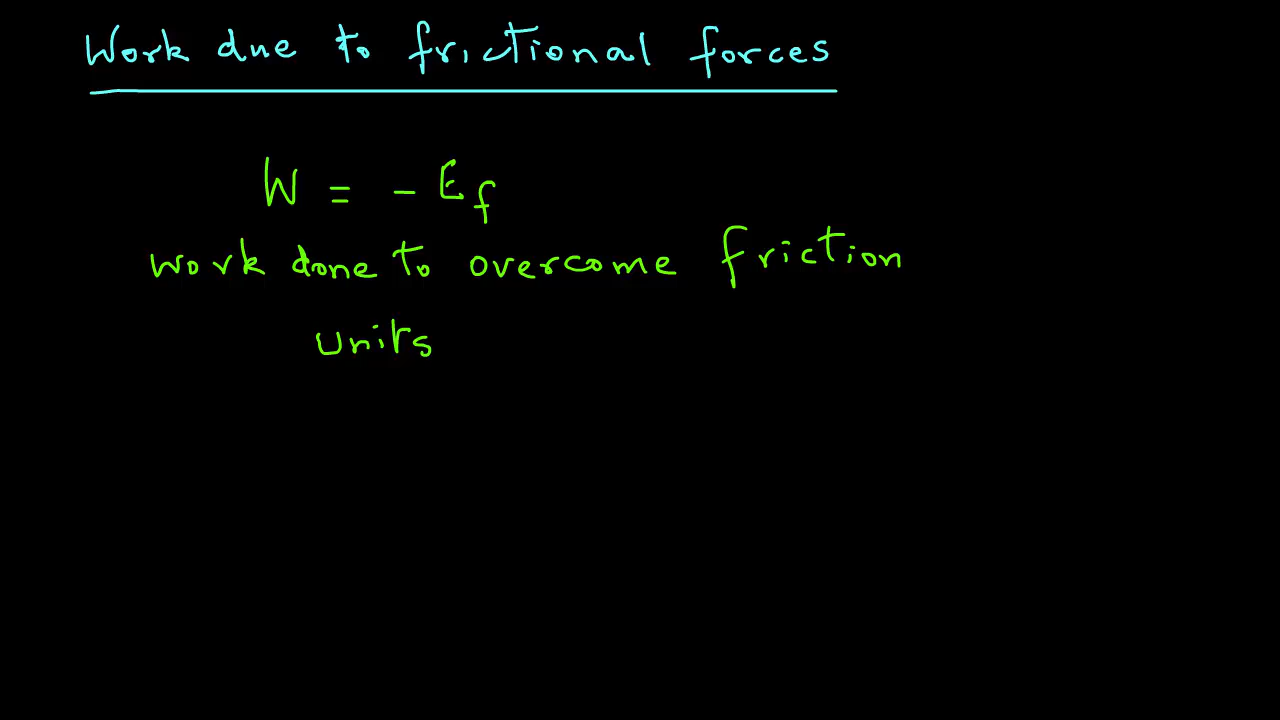 Work due to frictional forces
W = - Ef
work done to overcome friction
units